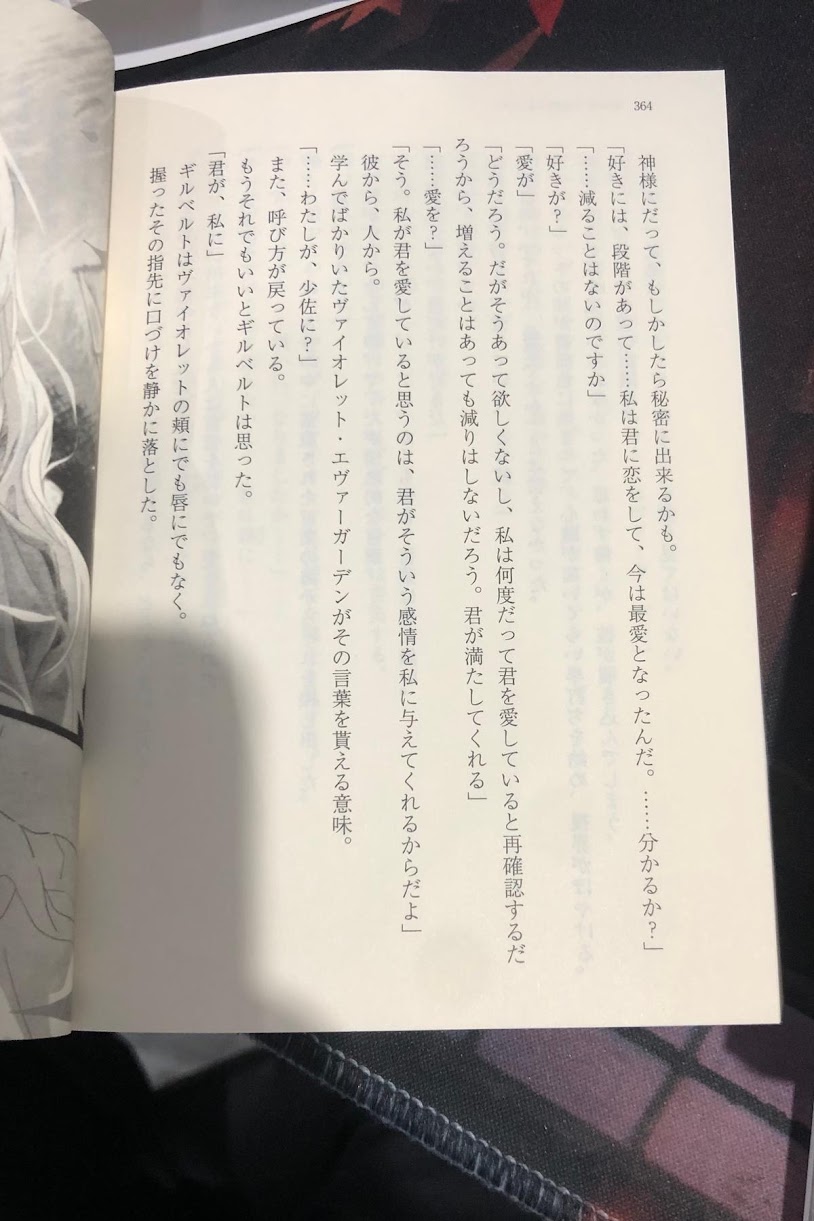 364
神様にだって、もしかしたら秘密に出来るかも。
「好きには、段階があって……私は君に恋をして、今は最愛となったんだ。……分かるか?」
「……減ることはないのですか」
「好きが?」
「愛が」
「どうだろう。だがそうあって欲しくないし、私は何度だって君を愛していると再確認するだ
ろうから、増えることはあっても減りはしないだろう。君が満たしてくれる」
「……愛を?」
「そう。私が君を愛していると思うのは、君がそういう感情を私に与えてくれるからだよ」
彼から、人から。
学んでばかりいたヴァイオレット・エヴァーガーデンがその言葉を貰える意味。
「……わたしが、少佐に?」
また、呼び方が戻っている。
もうそれでもいいとギルベルトは思った。
「君が、私に」
ギルベルトはヴァイオレットの頬にでも唇にでもなく。
握ったその指先に口づけを静かに落とした。